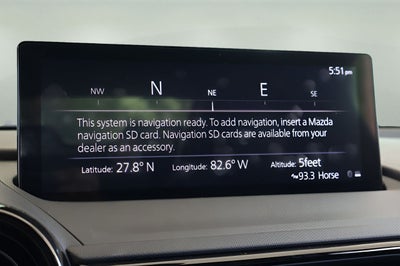 5:51pm
NW N NE E SE
This system is navigation ready. To add navigation, insert a Mazda
navigation SD card. Navigation SD cards are available from your
dealer as an accessory.
Latitude: 27.8° N Longitude: 82.6° W Altitude: 5feet
93.3 Horse